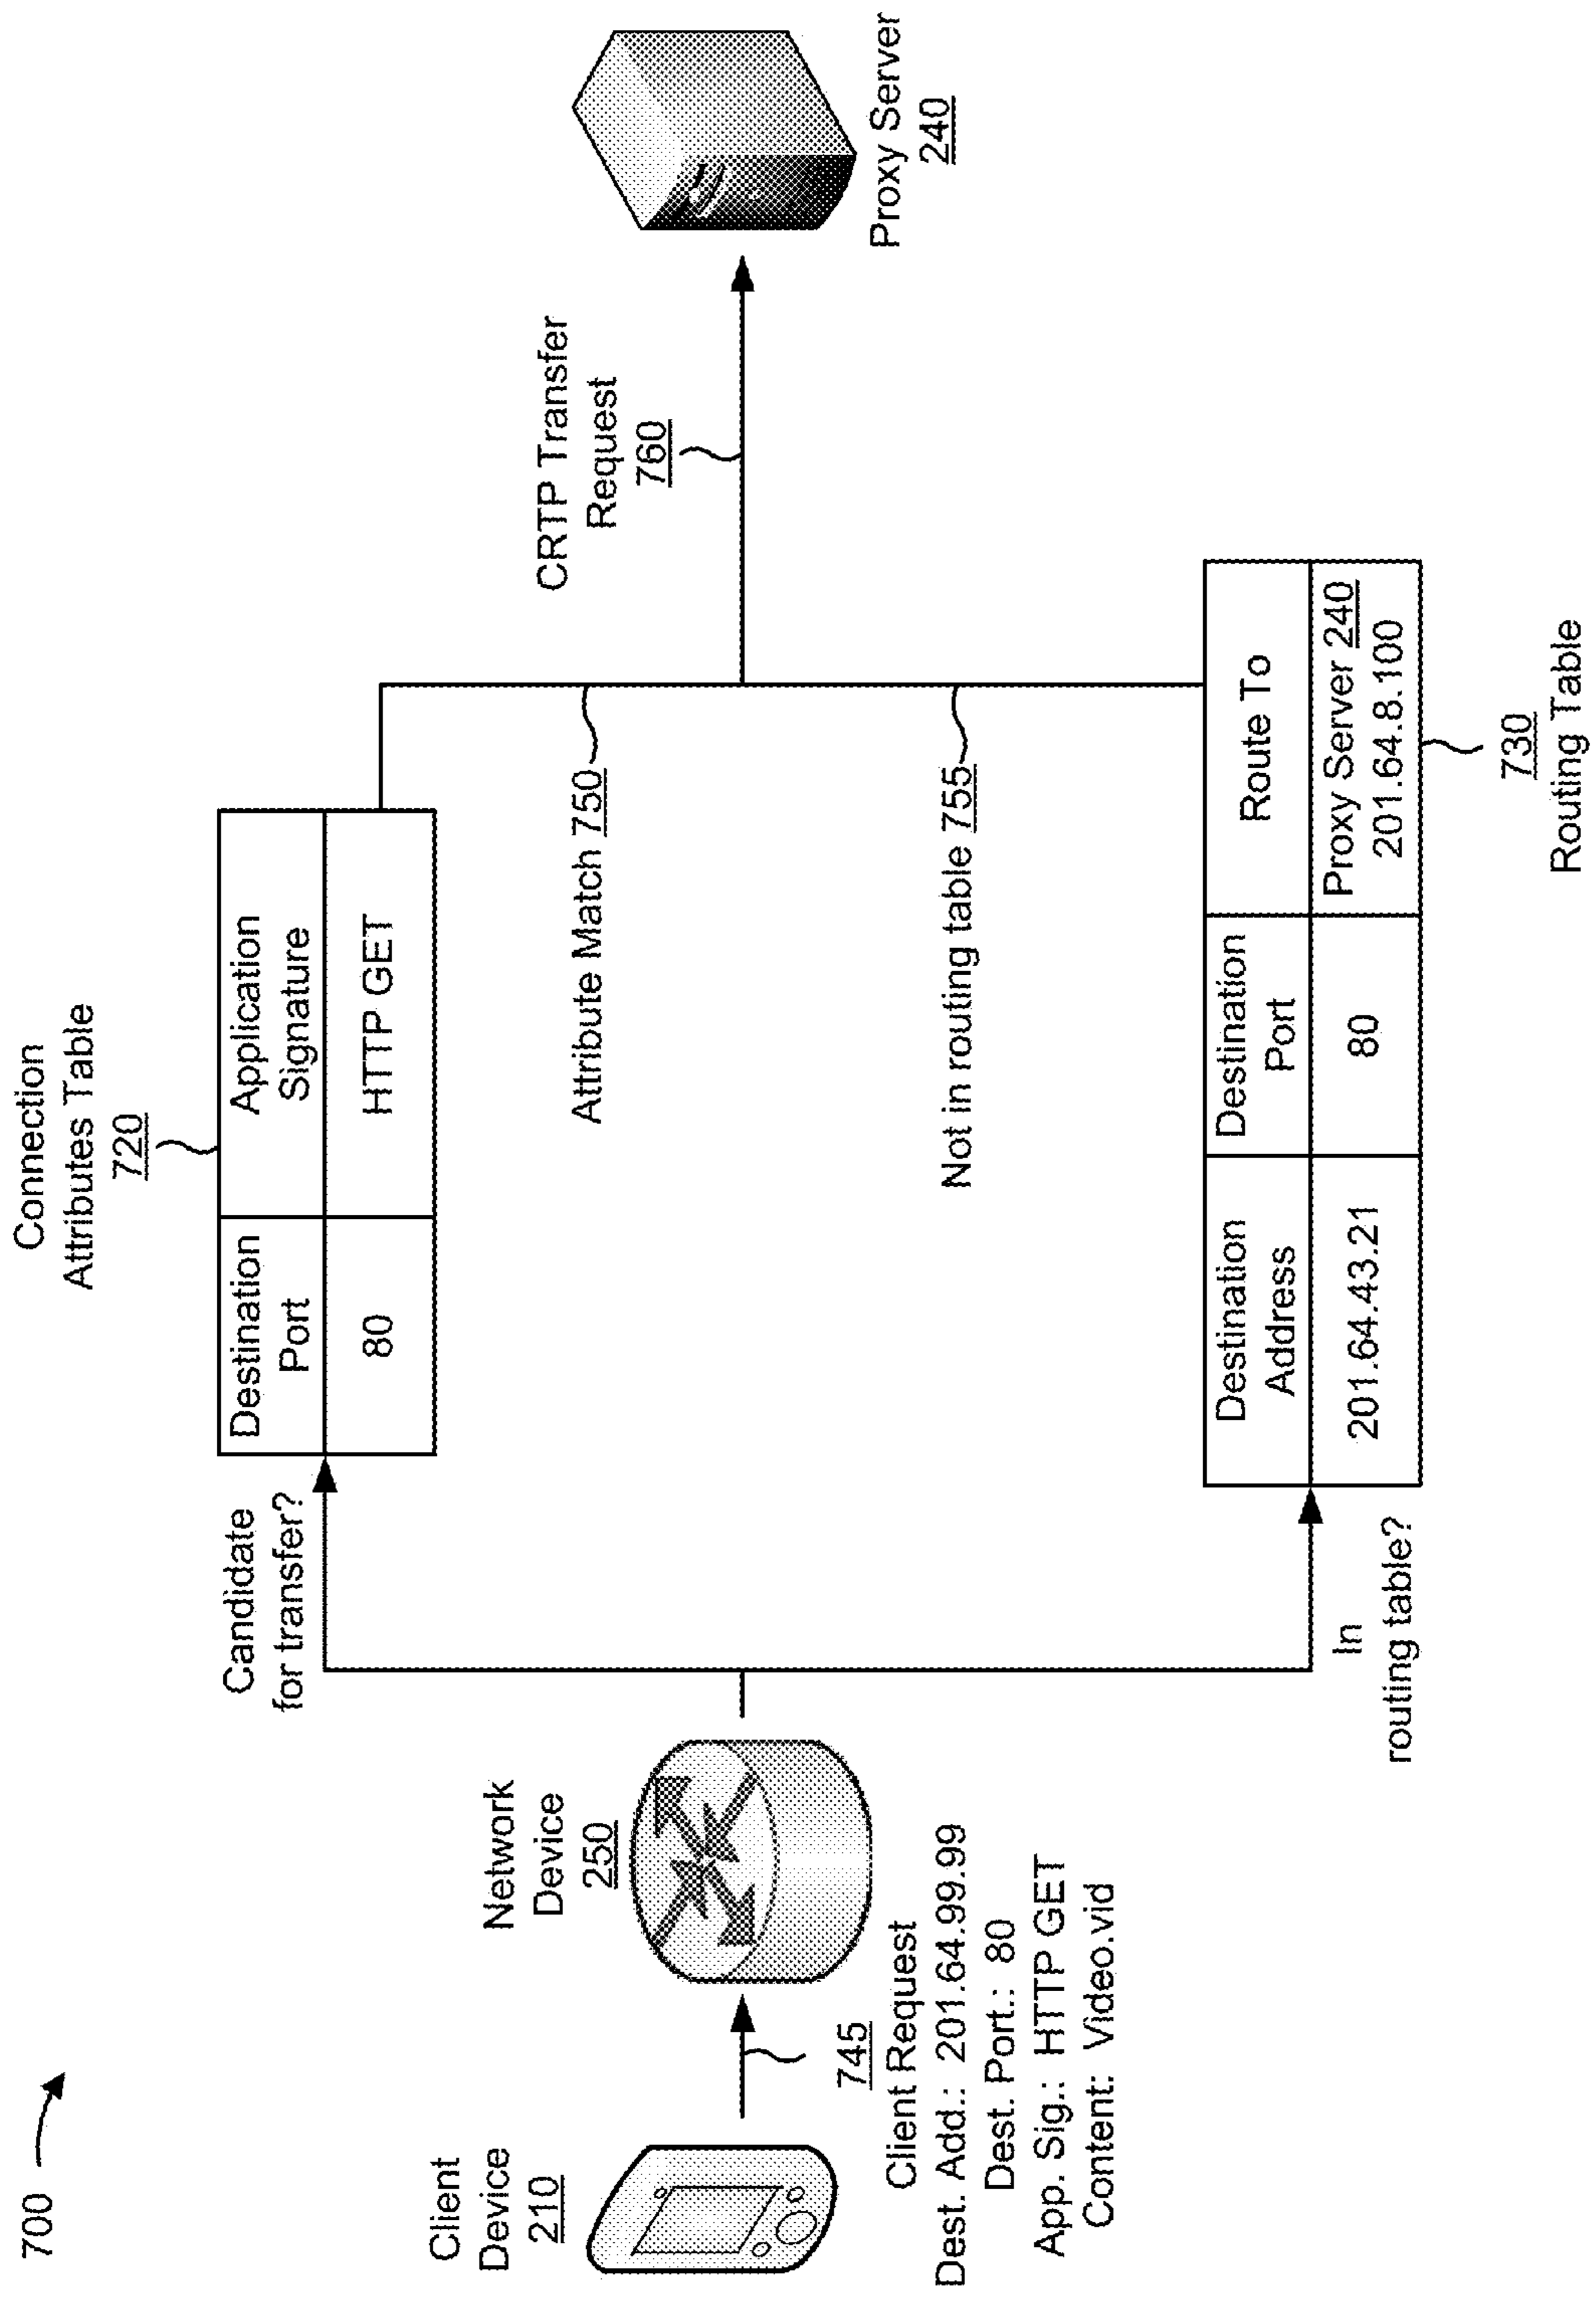 700
Connection
Attributes Table
720
Destination
Port
Application
Signature
80
HTTP GET
Candidate
for transfer?
Client
Device
210
Network
Device
250
Attribute Match 750
CRTP Transfer
Request
760
Proxy Server
240
745
Client Request
Dest. Add.: 201.64.99.99
Dest. Port.: 80
App. Sig.: HTTP GET
Content: Video.vid
Not in routing table 755
In
routing table?
Destination
Address
Destination
Port
Route To
201.64.43.21
80
Proxy Server 240
201.64.8.100
730
Routing Table